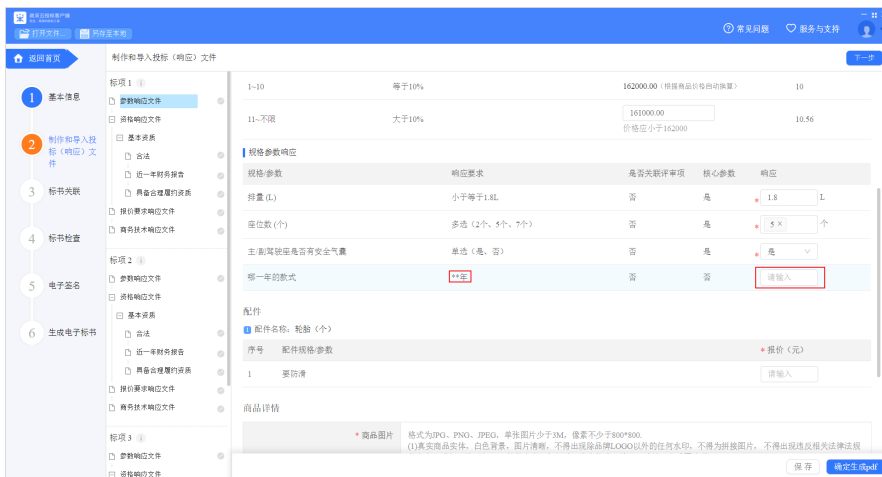 政采云投标客户端
打开文件... 另存至本地 常见问题 服务与支持
返回首页 制作和导入投标（响应）文件 下一步
1 基本信息
2 制作和导入投标（响应）文件
3 标书关联
4 标书检查
5 电子签名
6 生成电子标书
标项 1
参数响应文件
资格响应文件
基本资质
合法
近一年财务报告
具备合理履约资质
报价要求响应文件
商务技术响应文件
标项 2
参数响应文件
资格响应文件
基本资质
合法
近一年财务报告
具备合理履约资质
报价要求响应文件
商务技术响应文件
标项 3
参数响应文件
资格响应文件
1~10 等于10% 162000.00（根据商品价格自动换算） 10
11~不限 大于10% 161000.00 10.56
价格应小于162000
规格参数响应
规格/参数 响应要求 是否关联评审项 核心参数 响应
排量 (L) 小于等于1.8L 否 是 * 1.8 L
座位数 (个) 多选（2个、5个、7个） 否 是 * 5 × 个
主/副驾驶座是否有安全气囊 单选（是、否） 否 是 * 是
哪一年的款式 **年 否 否 请输入
配件
1 配件名称：轮胎（个）
序号 配件规格/参数 * 报价（元）
1 要防滑 请输入
商品详情
* 商品图片 格式为JPG、PNG、JPEG，单张图片少于3M，像素不少于800*800.
(1)真实商品实体，白色背景，图片清晰，不得出现除品牌LOGO以外的任何水印，不得为拼接图片， 不得出现违反相关法律法规
保存 确定生成pdf